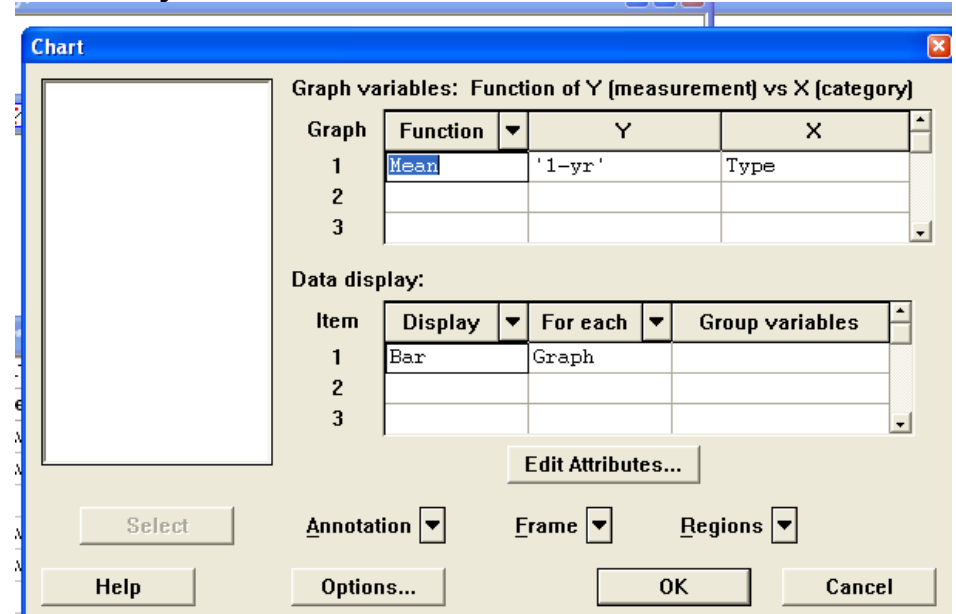 Chart
Graph variables: Function of Y (measurement) vs X (category)
Graph Function Y X
1 Mean '1-yr' Type
2
3
Data display:
Item Display For each Group variables
1 Bar Graph
2
3
Edit Attributes...
Select Annotation Frame Regions
Help Options... OK Cancel